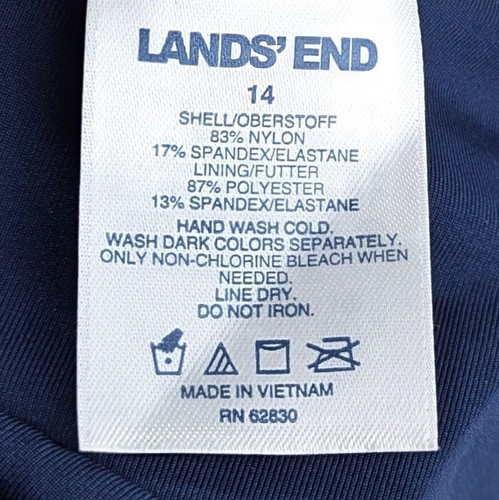 LANDS' END
14
SHELL/OBERSTOFF
83% NYLON
17% SPANDEX/ELASTANE
LINING/FUTTER
87% POLYESTER
13% SPANDEX/ELASTANE
HAND WASH COLD.
WASH DARK COLORS SEPARATELY.
ONLY NON-CHLORINE BLEACH WHEN
NEEDED.
LINE DRY.
DO NOT IRON.
MADE IN VIETNAM
RN 62830